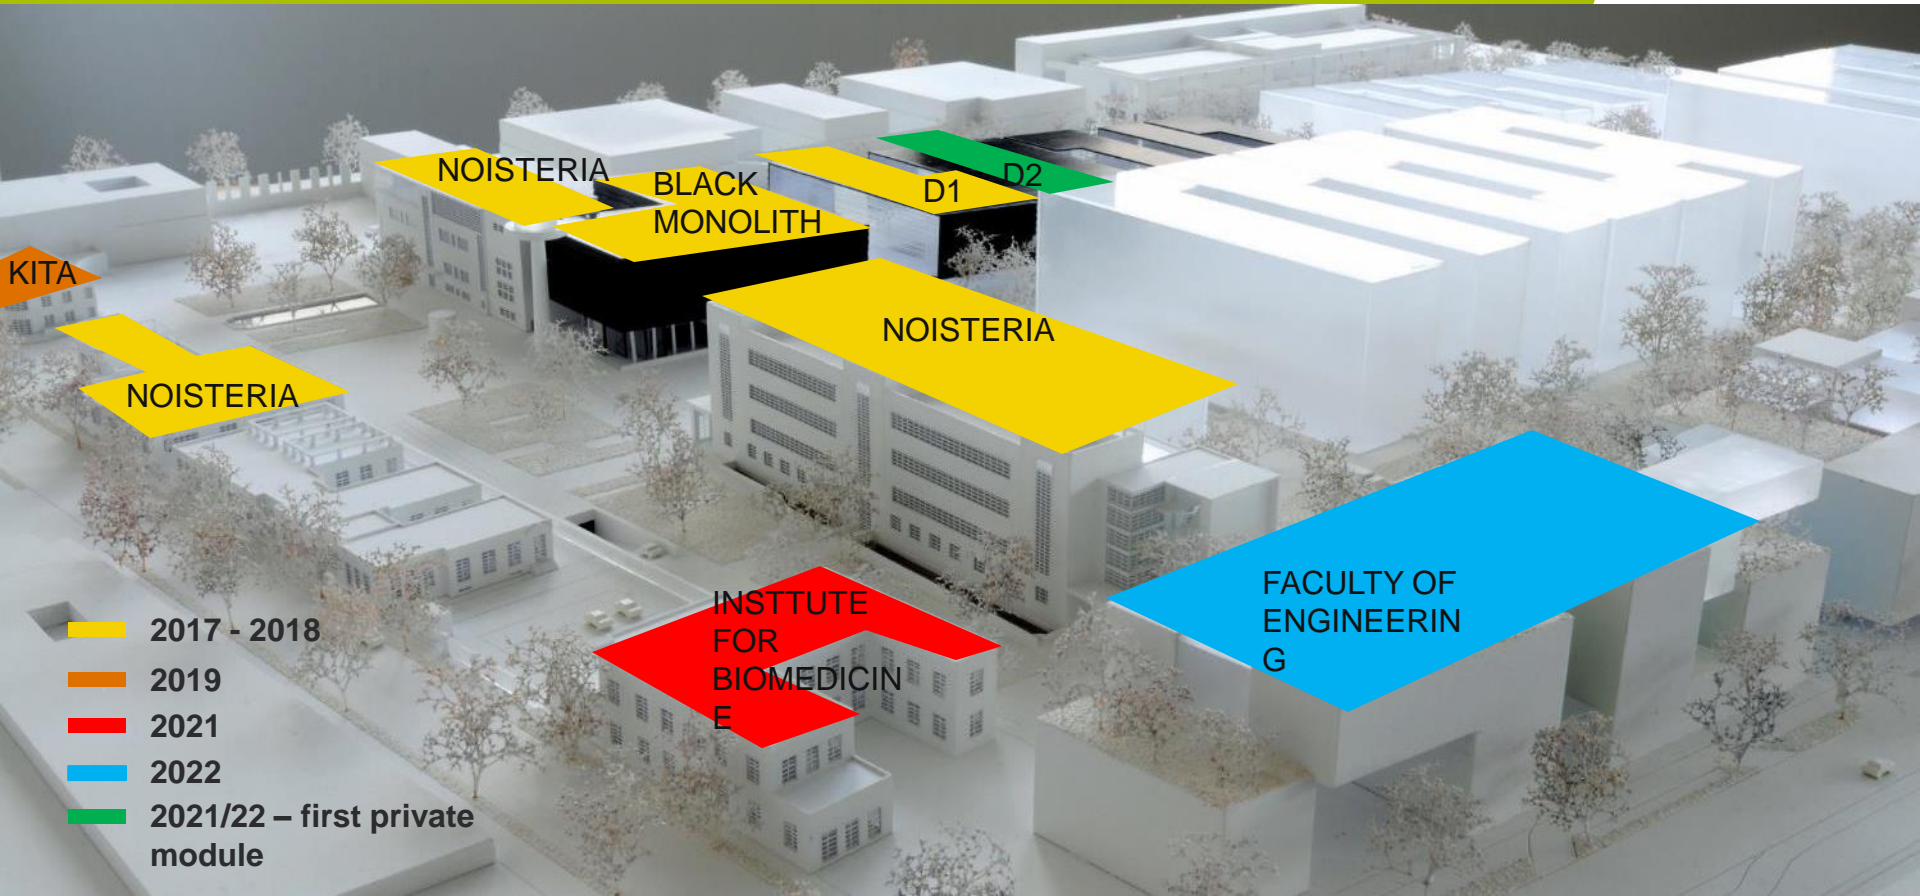 NOISTERIA
BLACK
MONOLITH
D1
D2
KITA
NOISTERIA
NOISTERIA
INSTTUTE
FOR
BIOMEDICIN
E
FACULTY OF
ENGINEERIN
G
2017 - 2018
2019
2021
2022
2021/22 – first private
module